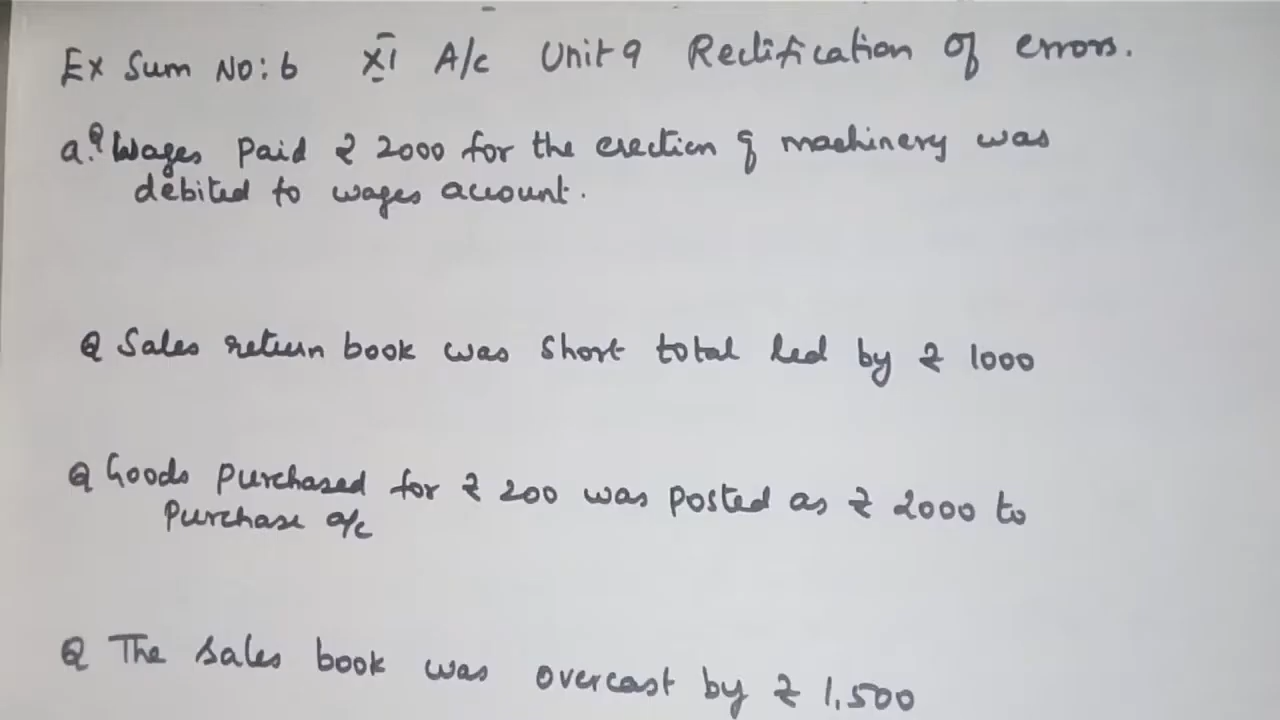 Ex Sum No: 6 XI A/c Unit 9 Rectification of errors.
a. Q Wages Paid ₹ 2000 for the erection of machinery was
debited to wages account.
Q Sales return book was short total led by ₹ 1000
Q Goods purchased for ₹ 200 was posted as ₹ 2000 to
Purchase a/c
Q The sales book was overcast by ₹ 1,500